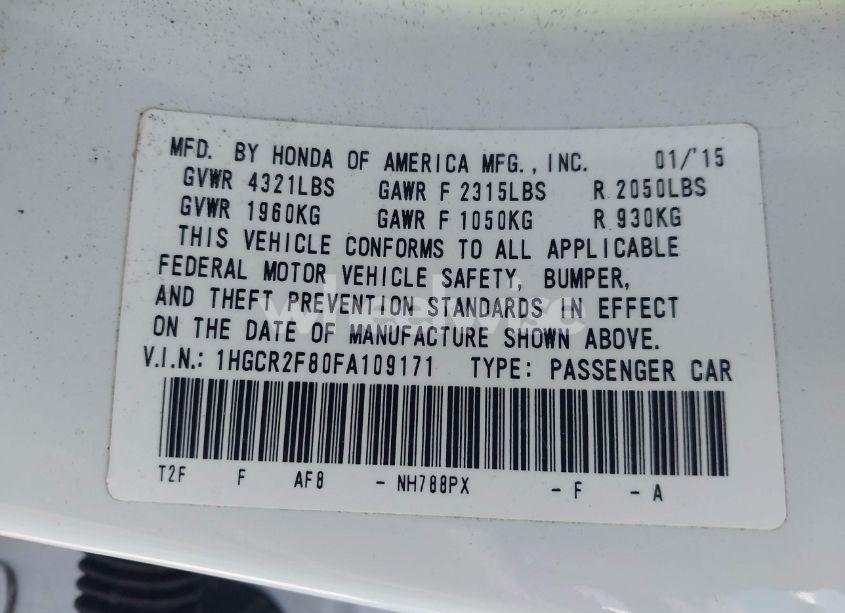 MFD. BY HONDA OF AMERICA MFG., INC. 01/'15
GVWR 4321LBS GAWR F 2315LBS R 2050LBS
GVWR 1960KG GAWR F 1050KG R 930KG
THIS VEHICLE CONFORMS TO ALL APPLICABLE
FEDERAL MOTOR VEHICLE SAFETY, BUMPER,
AND THEFT PREVENTION STANDARDS IN EFFECT
ON THE DATE OF MANUFACTURE SHOWN ABOVE.
V.I.N.: 1HGCR2F80FA109171 TYPE: PASSENGER CAR
T2F F AF8 - NH788PX - F - A